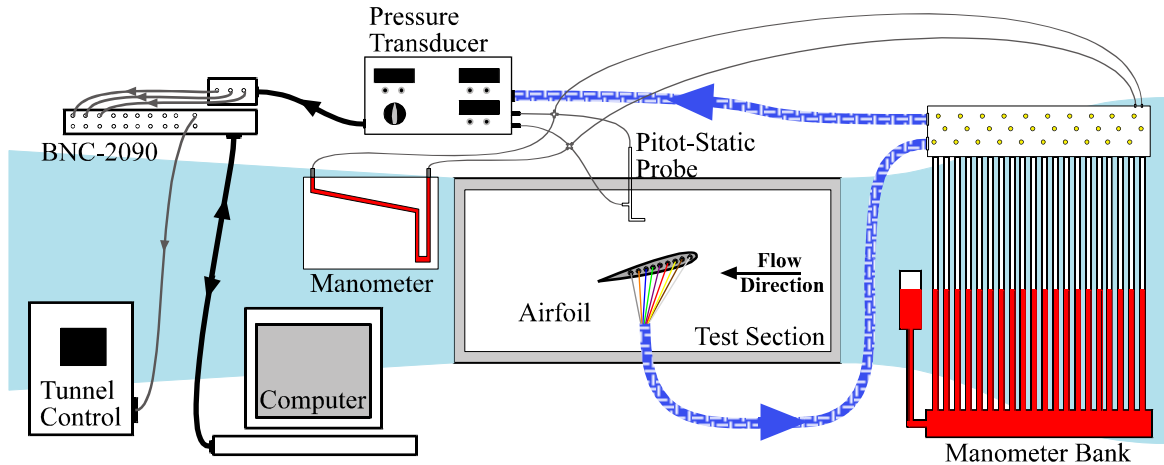 Pressure
Transducer
BNC-2090
Pitot-Static
Probe
Manometer
Flow
Direction
Airfoil
Test Section
Tunnel
Control
Computer
Manometer Bank